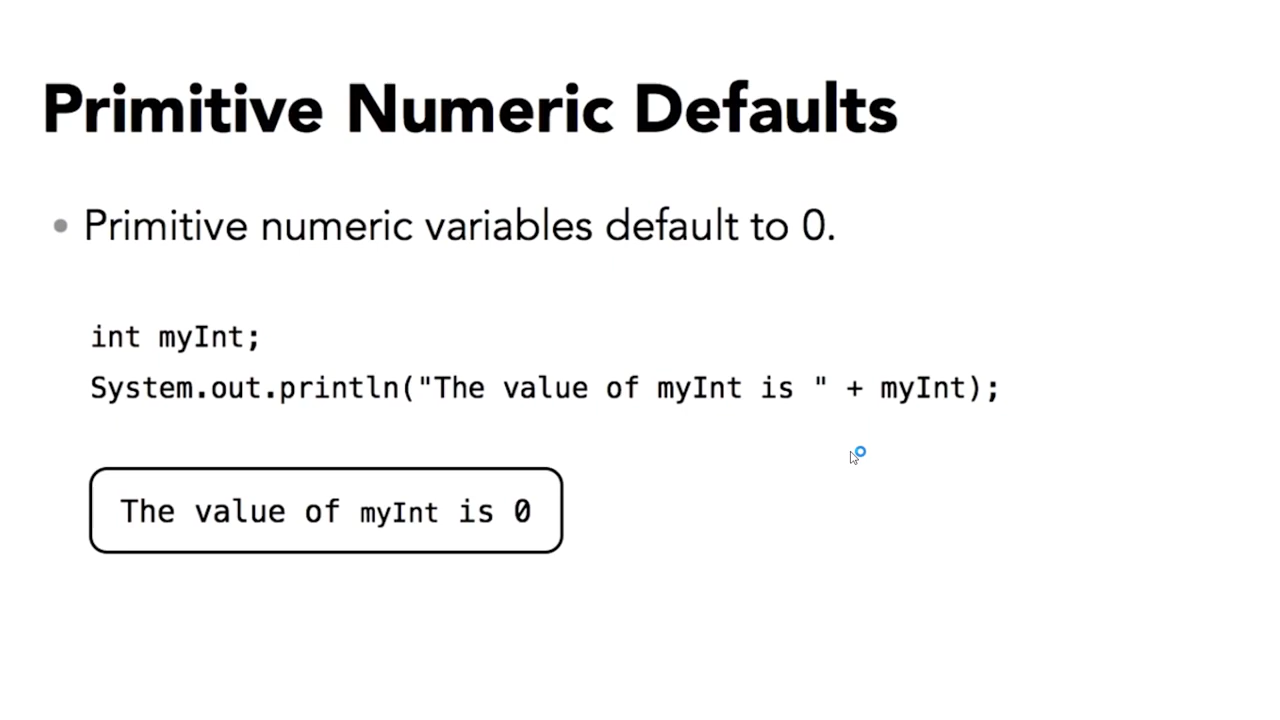 Primitive Numeric Defaults
• Primitive numeric variables default to 0.
int myInt;
System.out.println("The value of myInt is " + myInt);
The value of myInt is 0